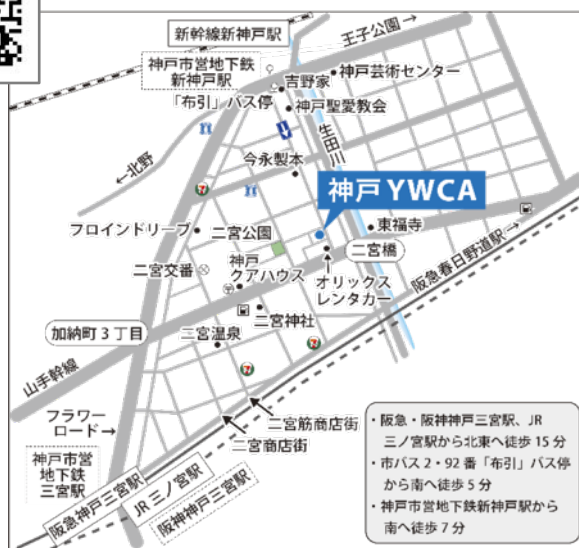 新幹線新神戸駅
王子公園→
神戸市営地下鉄
新神戸駅
吉野家
神戸芸術センター
「布引」バス停
神戸聖愛教会
生田川
←北野
今永製本
神戸 YWCA
フロインドリーブ
二宮公園
東福寺
二宮橋
二宮交番
神戸
クアハウス
オリックス
レンタカー
阪急春日野道駅→
加納町 3 丁目
二宮神社
二宮温泉
山手幹線
フラワー
ロード→
二宮筋商店街
二宮商店街
神戸市営
地下鉄
三宮駅
阪急神戸三宮駅
JR 三ノ宮駅
阪神神戸三宮駅
・阪急・阪神神戸三宮駅、JR
三ノ宮駅から北東へ徒歩 15 分
・市バス 2・92 番「布引」バス停
から南へ徒歩 5 分
・神戸市営地下鉄新神戸駅から
南へ徒歩 7 分